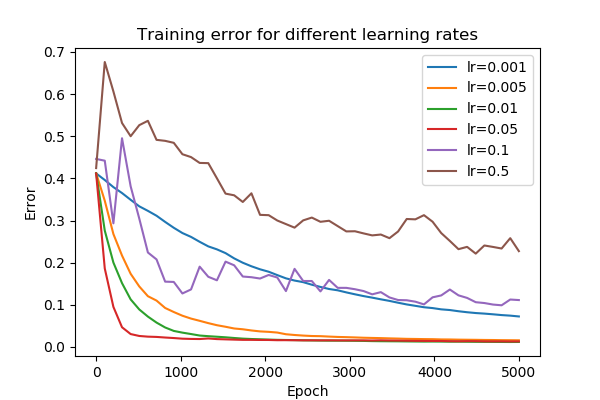 Training error for different learning rates
0.7
0.6
0.5
0.4
0.3
0.2
0.1
0.0
Error
lr=0.001
lr=0.005
lr=0.01
lr=0.05
lr=0.1
lr=0.5
0 1000 2000 3000 4000 5000
Epoch